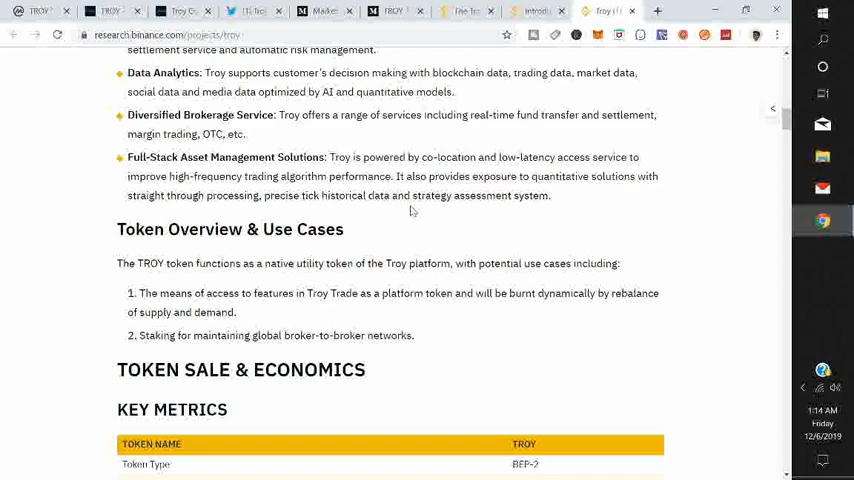 TROY
TROY
Troy
research.binance.com/projects/troy
settlement service and automatic risk management.
Data Analytics: Troy supports customer's decision making with blockchain data, trading data, market data,
social data and media data optimized by AI and quantitative models.
Diversified Brokerage Service: Troy offers a range of services including real-time fund transfer and settlement,
margin trading, OTC, etc.
Full-Stack Asset Management Solutions: Troy is powered by co-location and low-latency access service to
improve high-frequency trading algorithm performance. It also provides exposure to quantitative solutions with
straight through processing, precise tick historical data and strategy assessment system.
Token Overview & Use Cases
The TROY token functions as a native utility token of the Troy platform, with potential use cases including:
1. The means of access to features in Troy Trade as a platform token and will be burnt dynamically by rebalance
of supply and demand.
2. Staking for maintaining global broker-to-broker networks.
TOKEN SALE & ECONOMICS
KEY METRICS
TOKEN NAME TROY
Token Type BEP-2
1:14 AM
Friday
12/6/2019